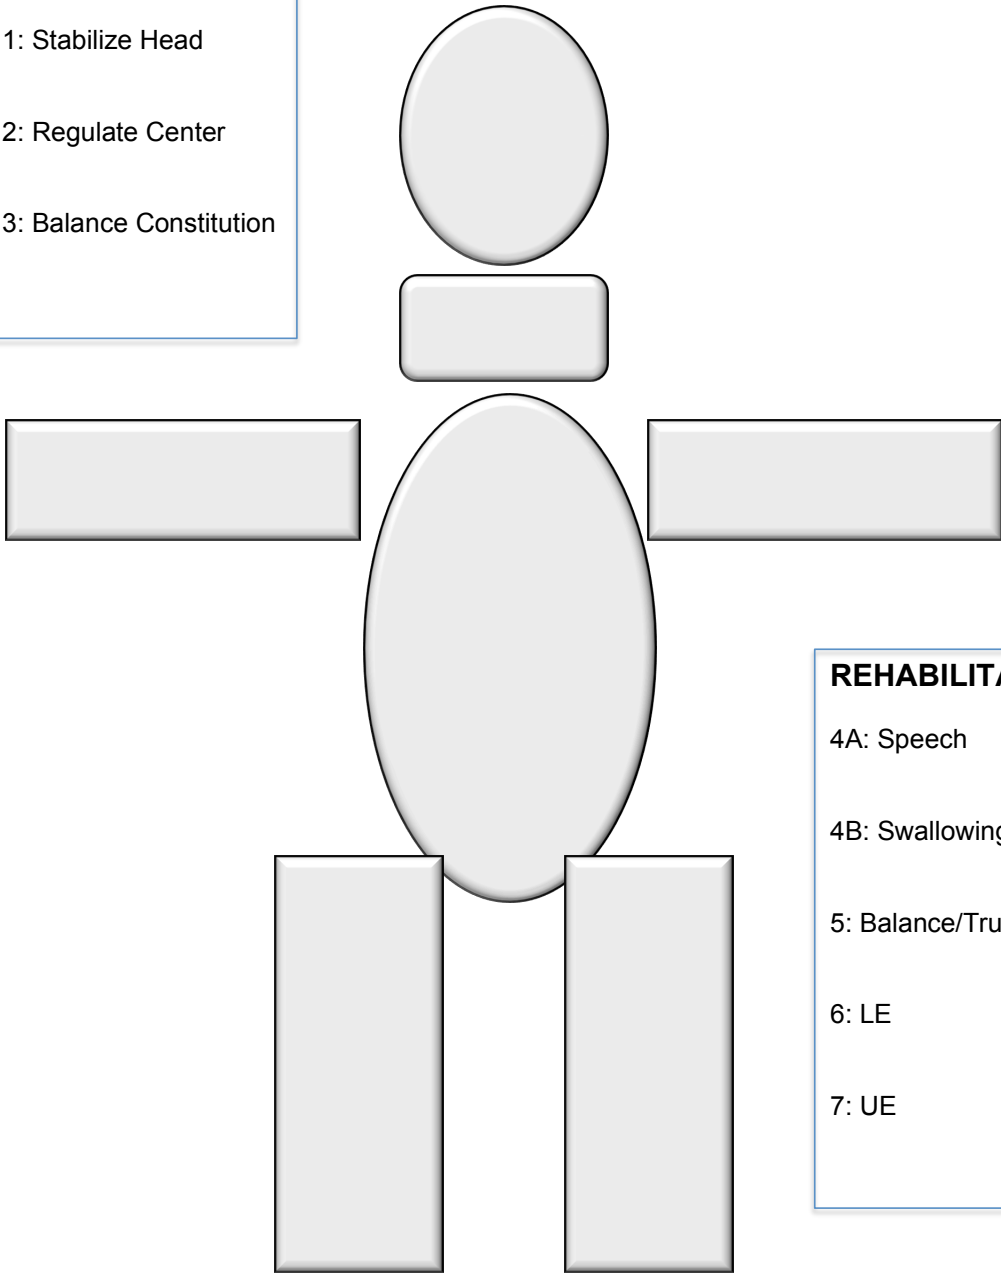 1: Stabilize Head
2: Regulate Center
3: Balance Constitution
REHABILITA
4A: Speech
4B: Swallowing
5: Balance/Tru
6: LE
7: UE